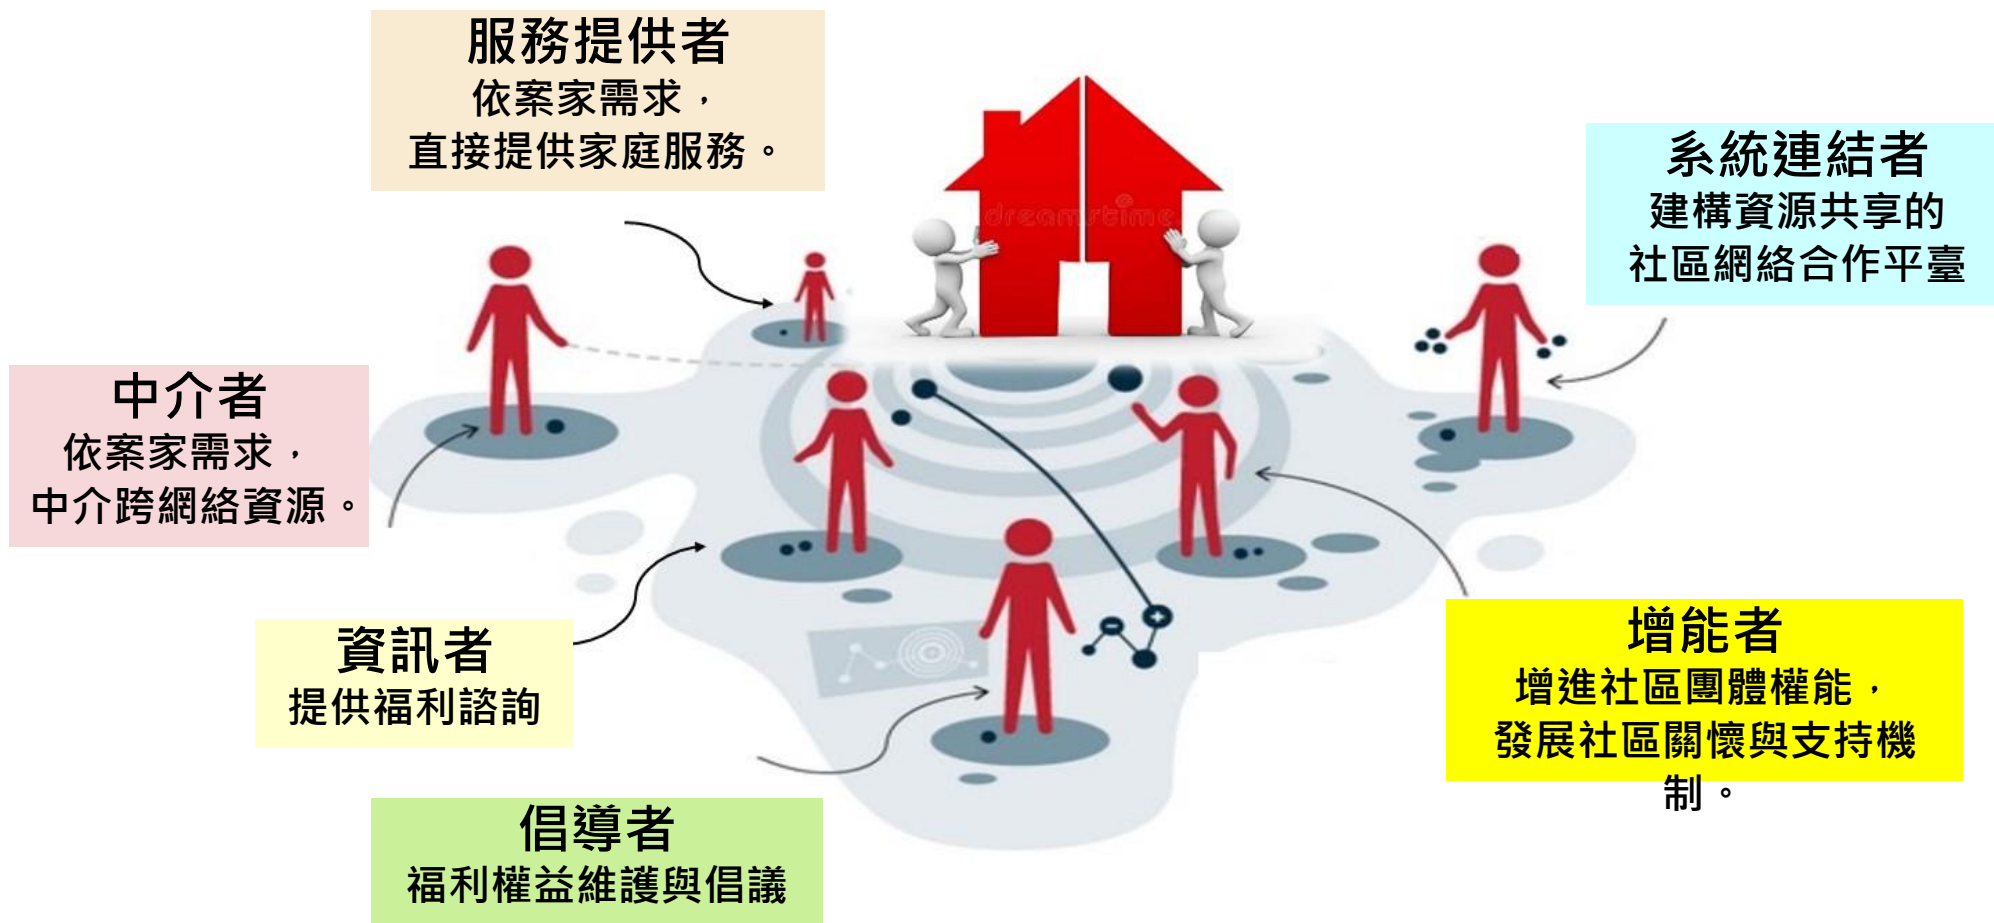 服務提供者
依案家需求，
直接提供家庭服務。
系統連結者
建構資源共享的
社區網絡合作平臺
dreamstime
中介者
依案家需求，
中介跨網絡資源。
資訊者
提供福利諮詢
增能者
增進社區團體權能，
發展社區關懷與支持機
制。
倡導者
福利權益維護與倡議